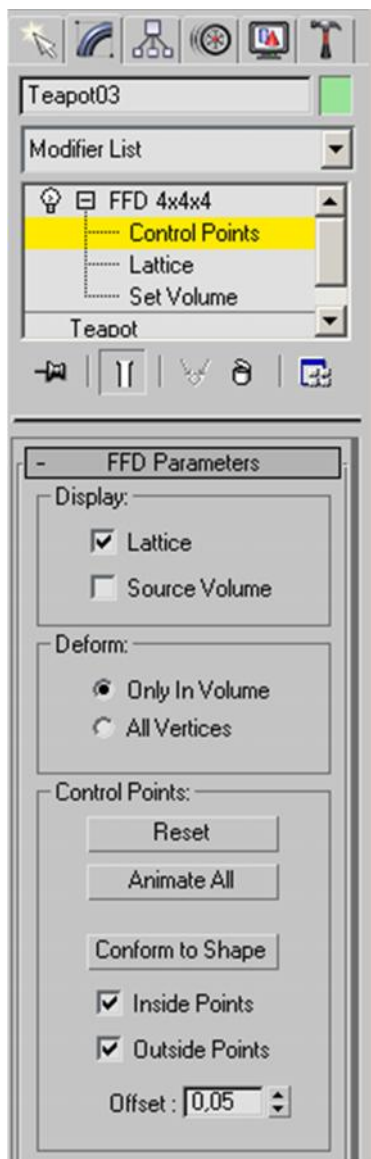 Teapot03
Modifier List
FFD 4x4x4
Control Points
Lattice
Set Volume
Teapot
- FFD Parameters
Display:
Lattice
Source Volume
Deform:
Only In Volume
All Vertices
Control Points:
Reset
Animate All
Conform to Shape
Inside Points
Outside Points
Offset : 0,05